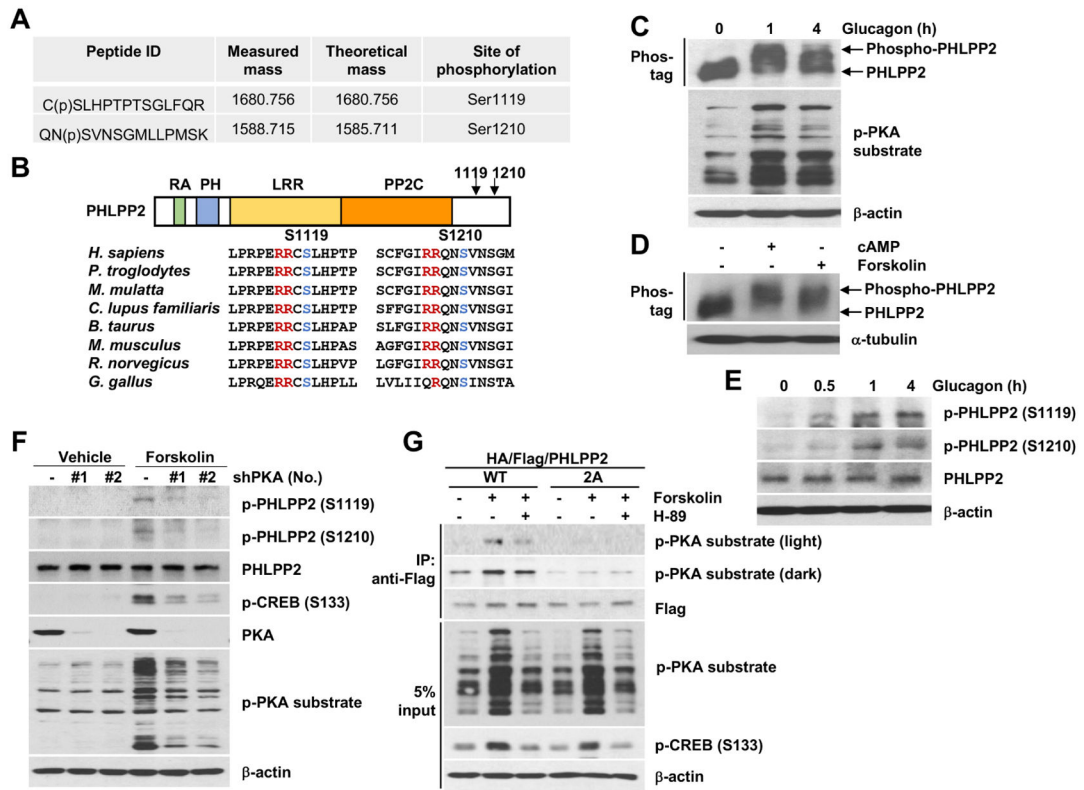 A
Peptide ID Measured mass Theoretical mass Site of phosphorylation
C(p)SLHPTPTSGLFQR 1680.756 1680.756 Ser1119
QN(p)SVNSGMLLPMSK 1588.715 1585.711 Ser1210
B
1119 1210
RA PH LRR PP2C
PHLPP2
S1119 S1210
H. sapiens LPRPERRCSLHPTP SCFGIRRQNSVNSGM
P. troglodytes LPRPERRCSLHPTP SCFGIRRQNSVNSGI
M. mulatta LPRPERRCSLHPTP SCFGIRRQNSVNSGI
C. lupus familiaris LPRPERRCSLHPTP SFFGIRRQNSVNSGI
B. taurus LPRPERRCSLHPAP SLFGIRRQNSVNSGI
M. musculus LPRPERRCSLHPAS AGFGIRRQNSVNSGI
R. norvegicus LPRPERRCSLHPVP LGFGIRRQNSVNSGI
G. gallus LPRQERRCSLHPLL LVLIIQRQNSINSTA
C
0 1 4 Glucagon (h)
Phos-tag
Phospho-PHLPP2
PHLPP2
p-PKA substrate
β-actin
D
- + - cAMP
- - + Forskolin
Phos-tag
Phospho-PHLPP2
PHLPP2
α-tubulin
E
0 0.5 1 4 Glucagon (h)
p-PHLPP2 (S1119)
p-PHLPP2 (S1210)
PHLPP2
β-actin
F
Vehicle Forskolin
- #1 #2 - #1 #2 shPKA (No.)
p-PHLPP2 (S1119)
p-PHLPP2 (S1210)
PHLPP2
p-CREB (S133)
PKA
p-PKA substrate
β-actin
G
HA/Flag/PHLPP2
WT 2A
- + + - + + Forskolin
- - + - - + H-89
IP: anti-Flag
p-PKA substrate (light)
p-PKA substrate (dark)
Flag
5% input
p-PKA substrate
p-CREB (S133)
β-actin